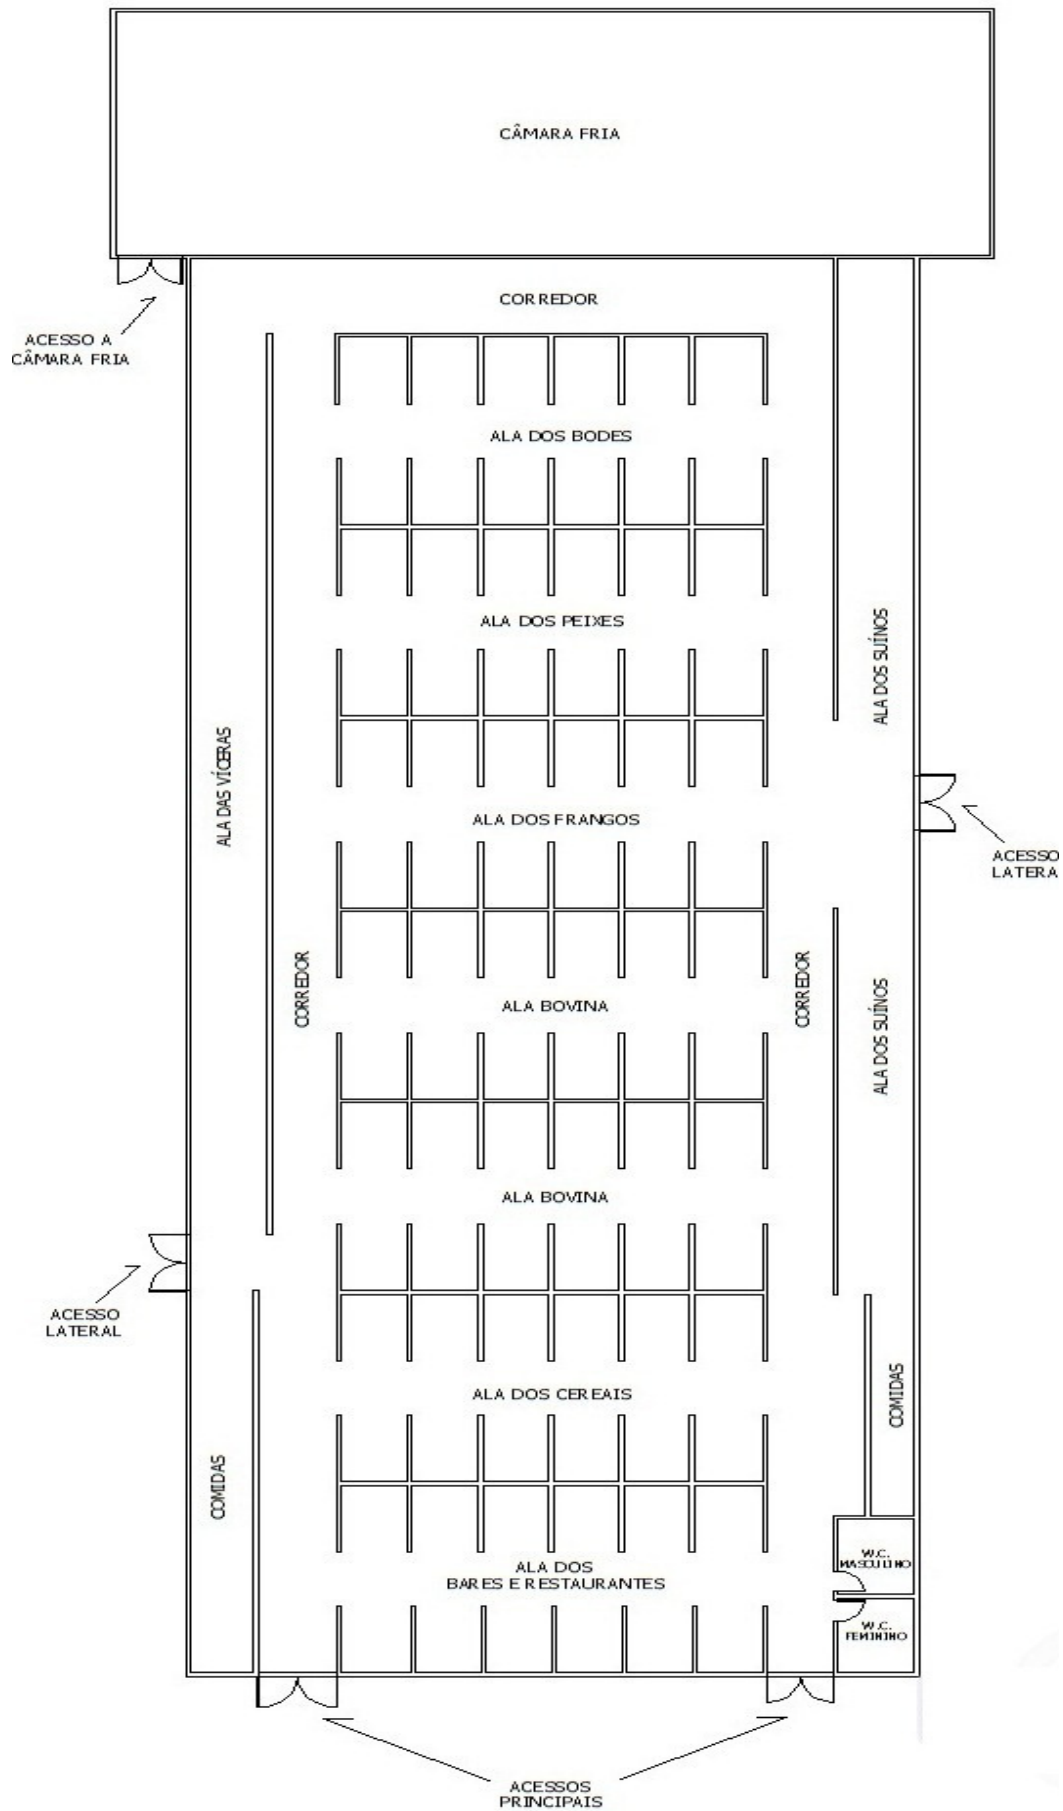 CÂMARA FRIA
CORREDOR
ACESSO A
CÂMARA FRIA
ALA DOS BODES
ALA DOS PEIXES
ALA DOS SUÍNOS
ALA DAS VÍCERAS
ALA DOS FRANGOS
ACESSO
LATERA
CORREDOR
CORREDOR
ALA BOVINA
ALA DOS SUÍNOS
ALA BOVINA
ACESSO
LATERAL
ALA DOS CEREAIS
COMIDAS
COMIDAS
ALA DOS
BARES E RESTAURANTES
W.C.
MASCULINO
W.C.
FEMININO
ACESSOS
PRINCIPAIS